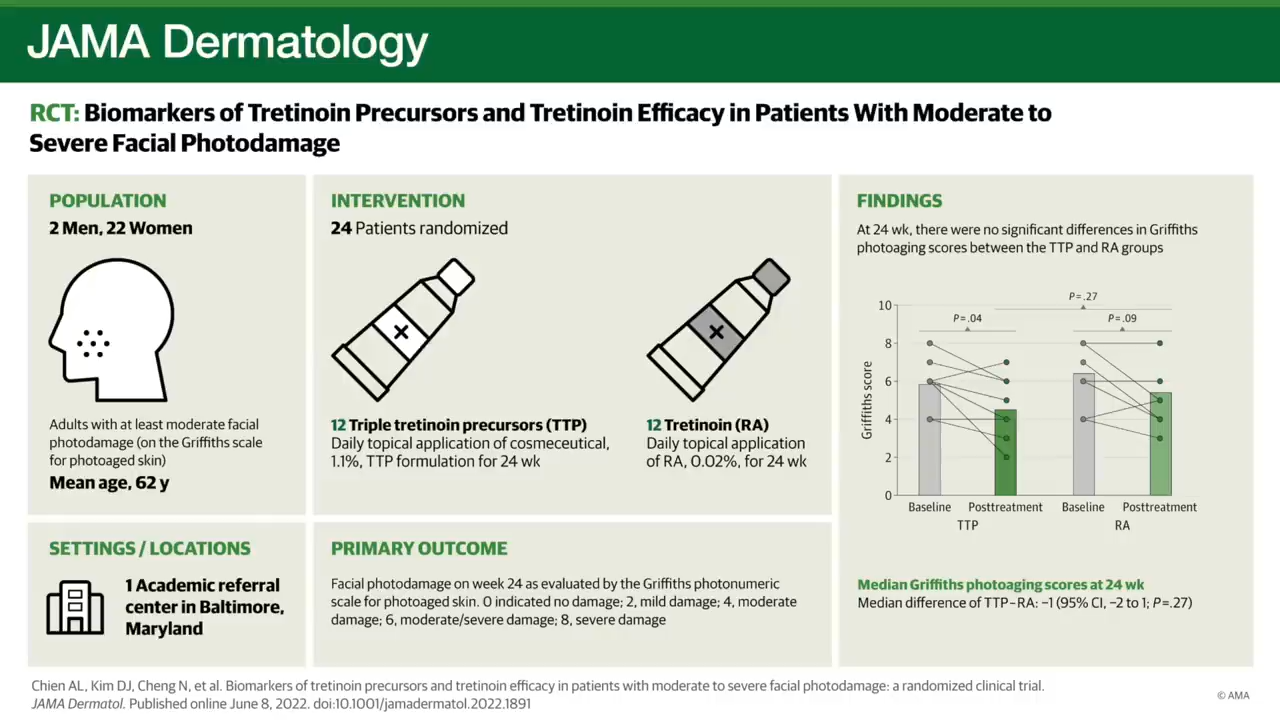 JAMA Dermatology
RCT: Biomarkers of Tretinoin Precursors and Tretinoin Efficacy in Patients With Moderate to
Severe Facial Photodamage
POPULATION
2 Men, 22 Women
Adults with at least moderate facial
photodamage (on the Griffiths scale
for photoaged skin)
Mean age, 62 y
SETTINGS / LOCATIONS
1 Academic referral
center in Baltimore,
Maryland
INTERVENTION
24 Patients randomized
12 Triple tretinoin precursors (TTP)
Daily topical application of cosmeceutical,
1.1%, TTP formulation for 24 wk
12 Tretinoin (RA)
Daily topical application
of RA, 0.02%, for 24 wk
PRIMARY OUTCOME
Facial photodamage on week 24 as evaluated by the Griffiths photonumeric
scale for photoaged skin. 0 indicated no damage; 2, mild damage; 4, moderate
damage; 6, moderate/severe damage; 8, severe damage
FINDINGS
At 24 wk, there were no significant differences in Griffiths
photoaging scores between the TTP and RA groups
P=.27
P=.04
P=.09
Griffiths score
10
8
6
4
2
0
Baseline Posttreatment Baseline Posttreatment
TTP RA
Median Griffiths photoaging scores at 24 wk
Median difference of TTP–RA: −1 (95% CI, −2 to 1; P=.27)
Chien AL, Kim DJ, Cheng N, et al. Biomarkers of tretinoin precursors and tretinoin efficacy in patients with moderate to severe facial photodamage: a randomized clinical trial.
JAMA Dermatol. Published online June 8, 2022. doi:10.1001/jamadermatol.2022.1891
© AMA